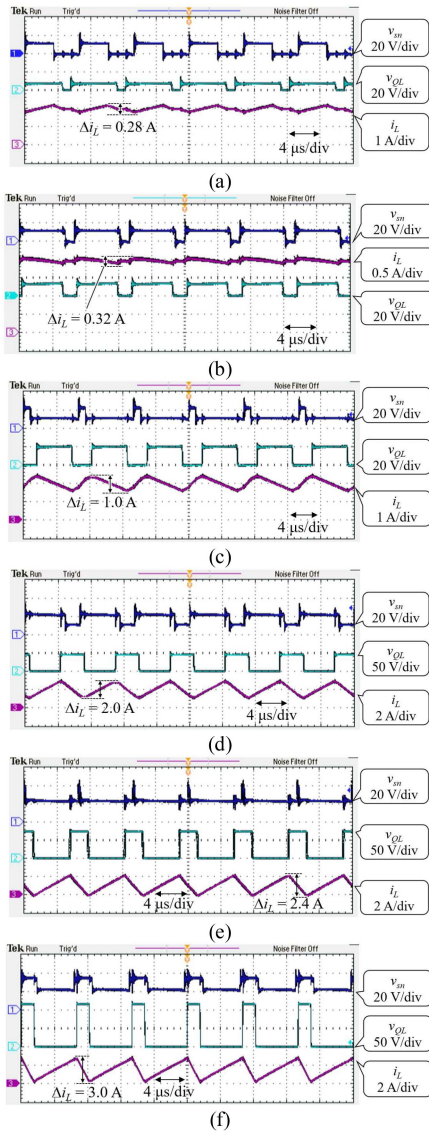 Tek Run Trig'd Noise Filter Off
1
2
3
v_sn
20 V/div
v_QL
20 V/div
i_L
1 A/div
Δi_L = 0.28 A
4 μs/div
(a)
Tek Run Trig'd Noise Filter Off
1
2
3
v_sn
20 V/div
i_L
0.5 A/div
v_QL
20 V/div
Δi_L = 0.32 A
4 μs/div
(b)
Tek Run Trig'd Noise Filter Off
1
2
3
v_sn
20 V/div
v_QL
20 V/div
i_L
1 A/div
Δi_L = 1.0 A
4 μs/div
(c)
Tek Run Trig'd Noise Filter Off
1
2
3
v_sn
20 V/div
v_QL
50 V/div
i_L
2 A/div
Δi_L = 2.0 A
4 μs/div
(d)
Tek Run Trig'd Noise Filter Off
1
2
3
v_sn
20 V/div
v_QL
50 V/div
i_L
2 A/div
4 μs/div
Δi_L = 2.4 A
(e)
Tek Run Trig'd Noise Filter Off
1
2
3
v_sn
20 V/div
v_QL
50 V/div
i_L
2 A/div
Δi_L = 3.0 A
4 μs/div
(f)